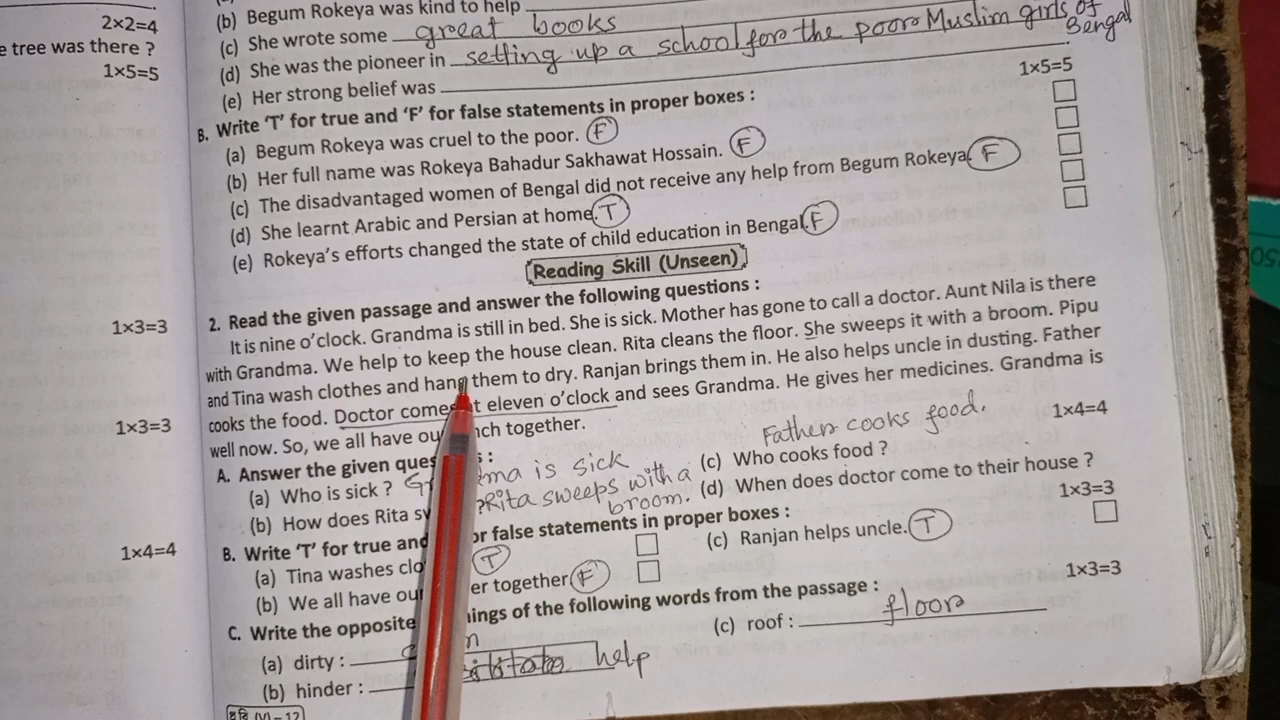 2×2=4
e tree was there ?
1×5=5
1×3=3
1×3=3
1×4=4
(b) Begum Rokeya was kind to help
(c) She wrote some great books
(d) She was the pioneer in setting up a school for the poor Muslim girls of Bengal
(e) Her strong belief was
1×5=5
B. Write 'T' for true and 'F' for false statements in proper boxes :
(a) Begum Rokeya was cruel to the poor. F
(b) Her full name was Rokeya Bahadur Sakhawat Hossain. F
(c) The disadvantaged women of Bengal did not receive any help from Begum Rokeya. F
(d) She learnt Arabic and Persian at home. T
(e) Rokeya's efforts changed the state of child education in Bengal. F
Reading Skill (Unseen)
2. Read the given passage and answer the following questions :
It is nine o'clock. Grandma is still in bed. She is sick. Mother has gone to call a doctor. Aunt Nila is there
with Grandma. We help to keep the house clean. Rita cleans the floor. She sweeps it with a broom. Pipu
and Tina wash clothes and hang them to dry. Ranjan brings them in. He also helps uncle in dusting. Father
cooks the food. Doctor comes at eleven o'clock and sees Grandma. He gives her medicines. Grandma is
well now. So, we all have together.
A. Answer the given 1×4=4
(a) Who is sick ? is sick
(b) How does Rita Rita sweeps with a broom.
Father cooks food.
(c) Who cooks food ?
(d) When does doctor come to their house ?
B. Write 'T' for true and false statements in proper boxes : 1×3=3
(a) Tina washes T
(b) We all have together F
(c) Ranjan helps uncle. T
C. Write the opposite of the following words from the passage : 1×3=3
(a) dirty :
(b) hinder : help
(c) roof : floor